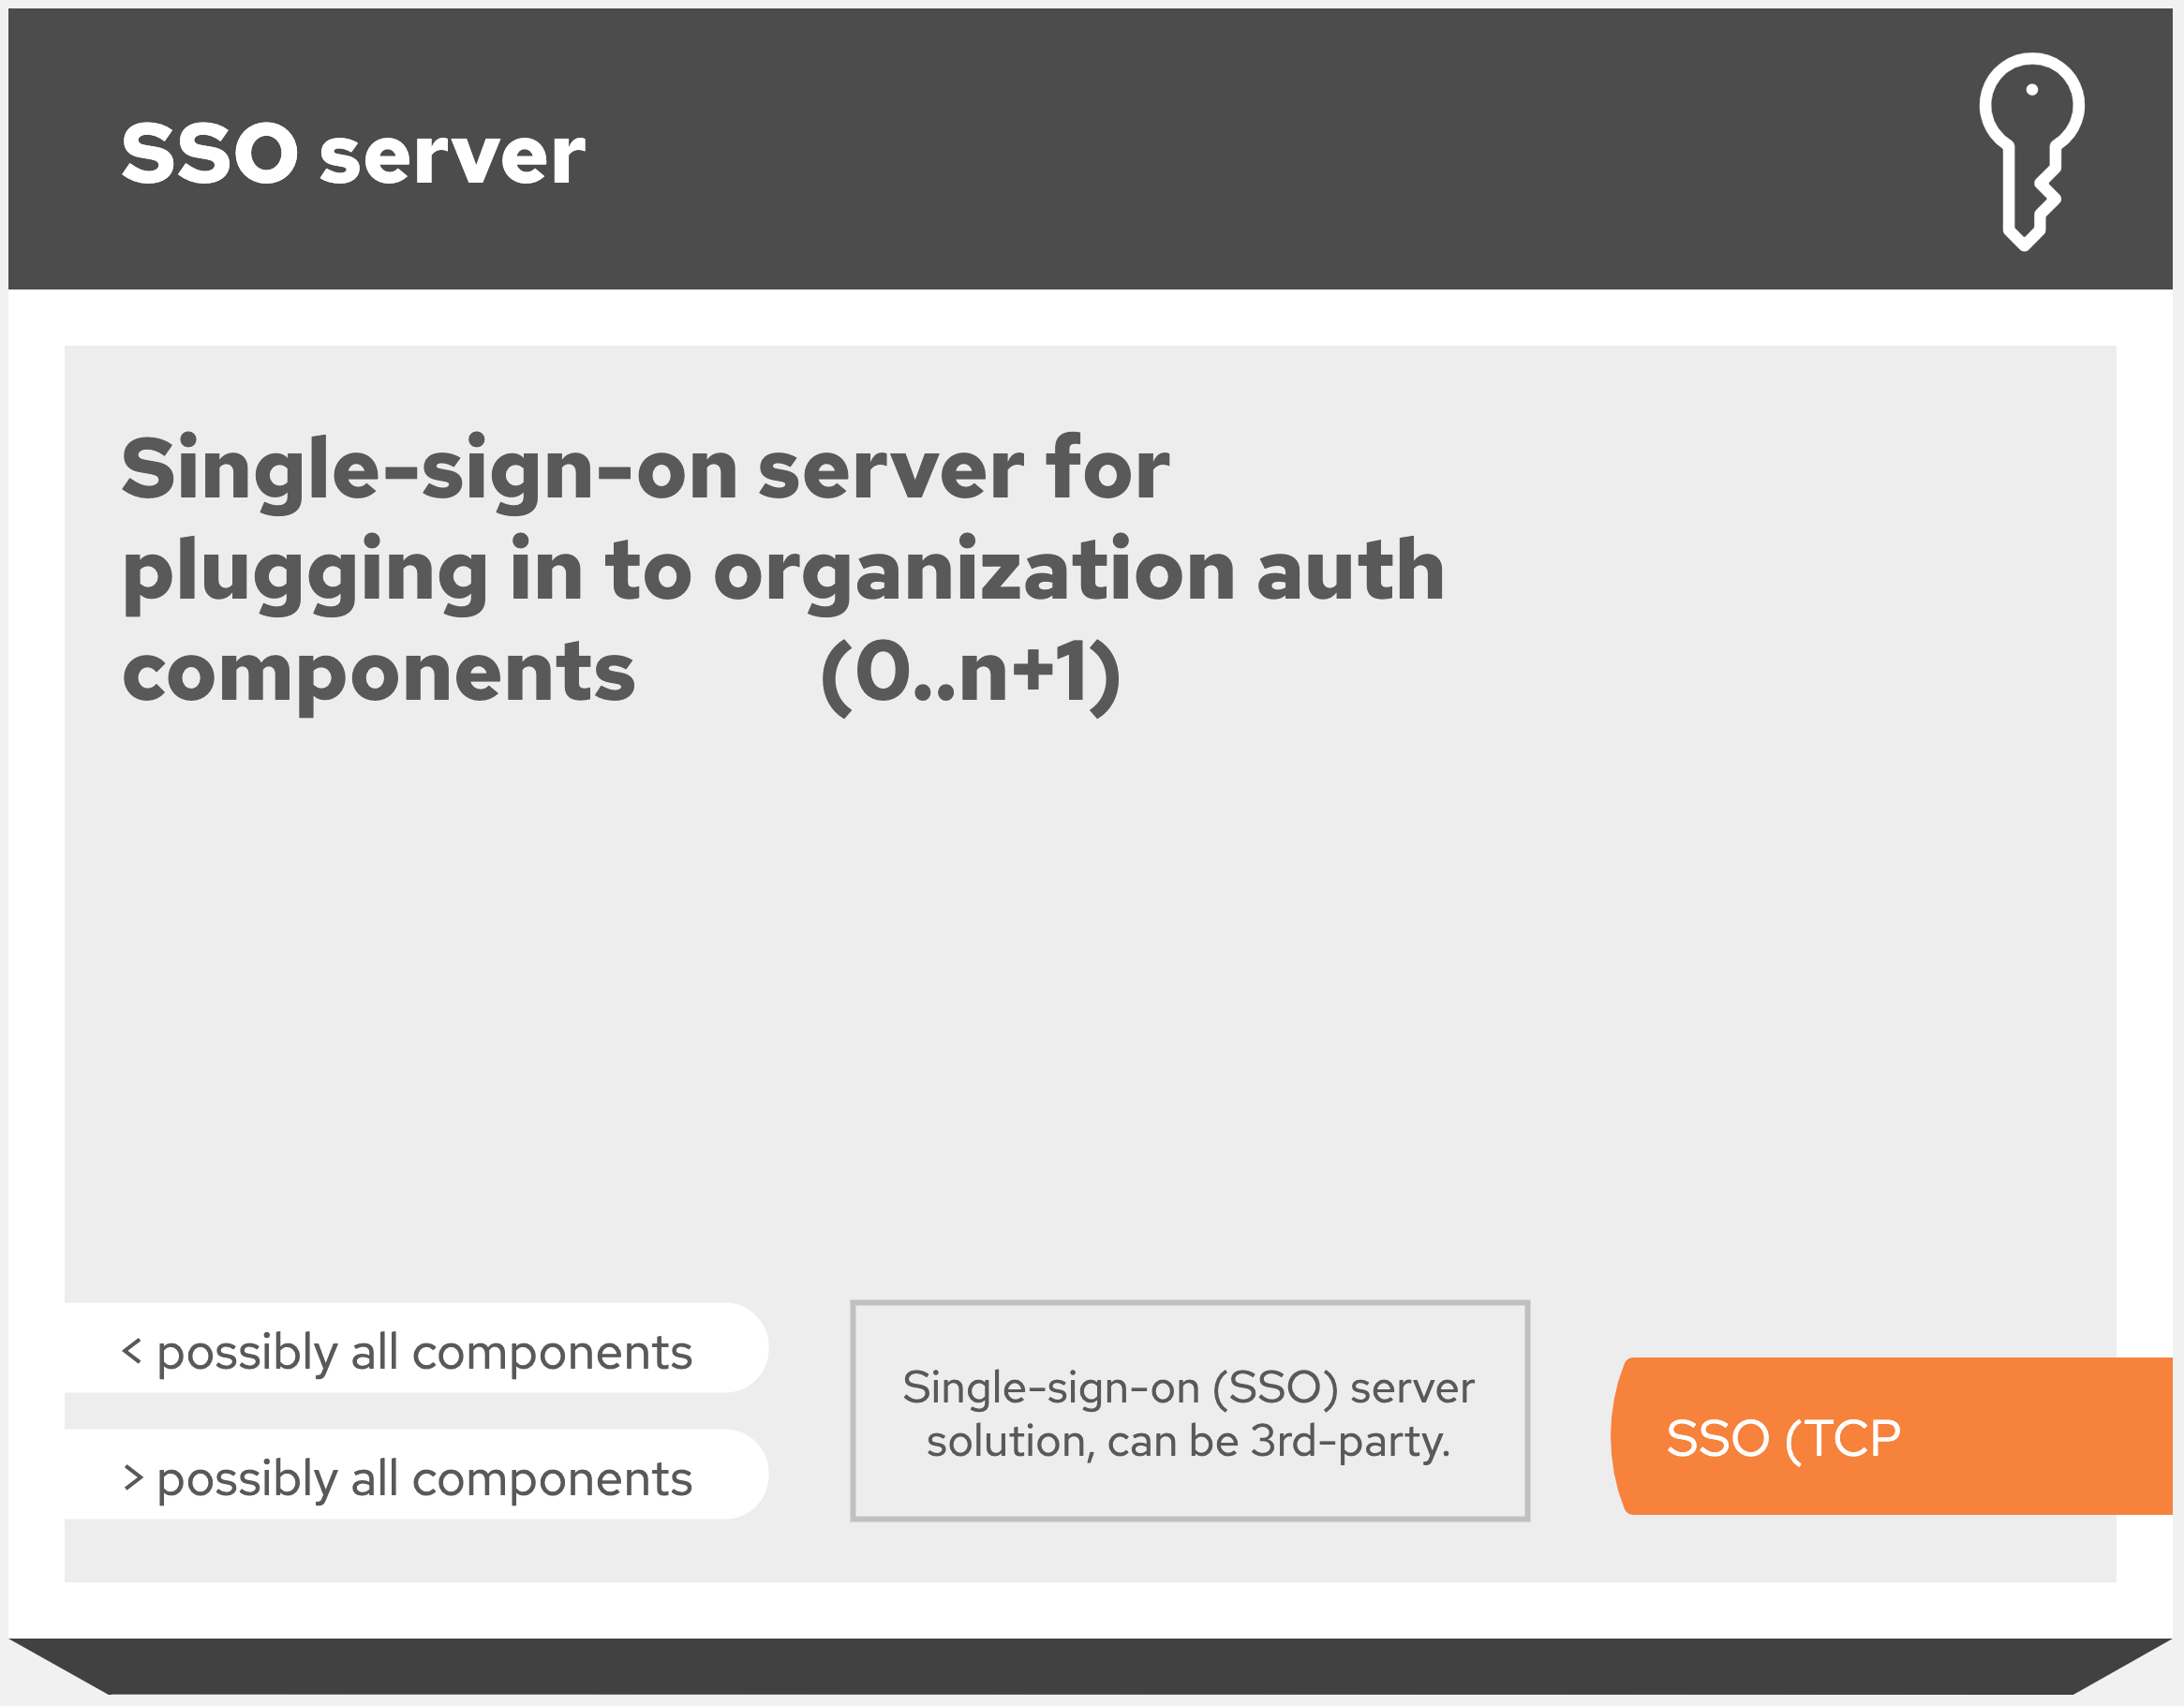 SSO server
Single-sign-on server for
plugging in to organization auth
components (0..n+1)
< possibly all components
> possibly all components
Single-sign-on (SSO) server
solution, can be 3rd-party.
SSO (TCP